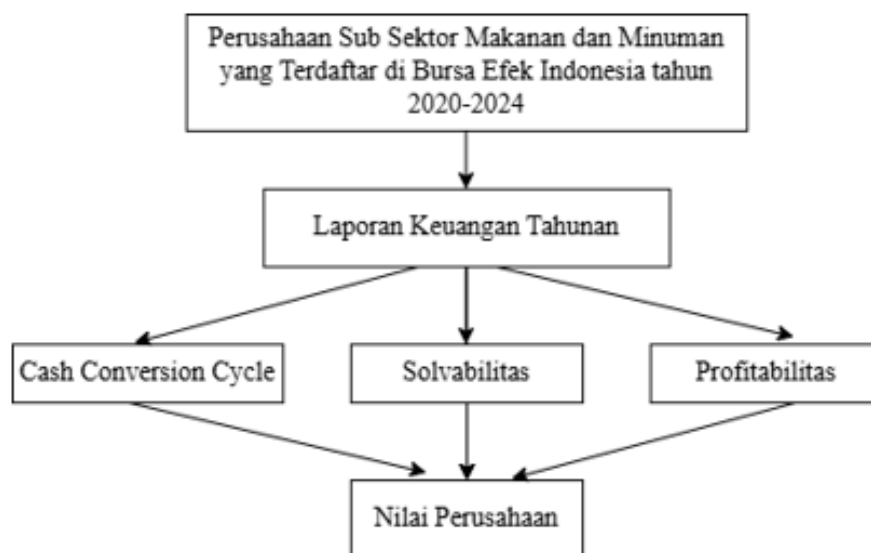 Perusahaan Sub Sektor Makanan dan Minuman
yang Terdaftar di Bursa Efek Indonesia tahun
2020-2024
Laporan Keuangan Tahunan
Cash Conversion Cycle
Solvabilitas
Profitabilitas
Nilai Perusahaan